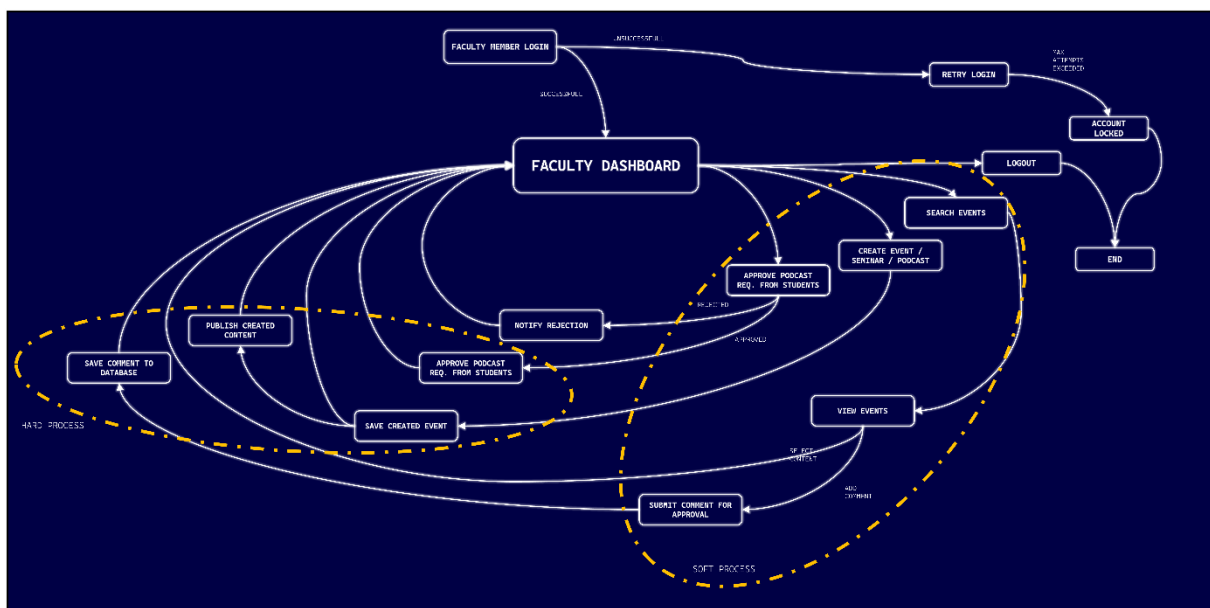 FACULTY MEMBER LOGIN
UNSUCCESSFULL
RETRY LOGIN
MAX
ATTEMPTS
EXCEEDED
SUCCESSFULL
ACCOUNT
LOCKED
FACULTY DASHBOARD
LOGOUT
SEARCH EVENTS
CREATE EVENT /
SEMINAR / PODCAST
END
APPROVE PODCAST
REQ. FROM STUDENTS
REJECTED
NOTIFY REJECTION
APPROVED
PUBLISH CREATED
CONTENT
SAVE COMMENT TO
DATABASE
APPROVE PODCAST
REQ. FROM STUDENTS
SAVE CREATED EVENT
HARD PROCESS
VIEW EVENTS
SELECT
CONTENT
ADD
COMMENT
SUBMIT COMMENT FOR
APPROVAL
SOFT PROCESS